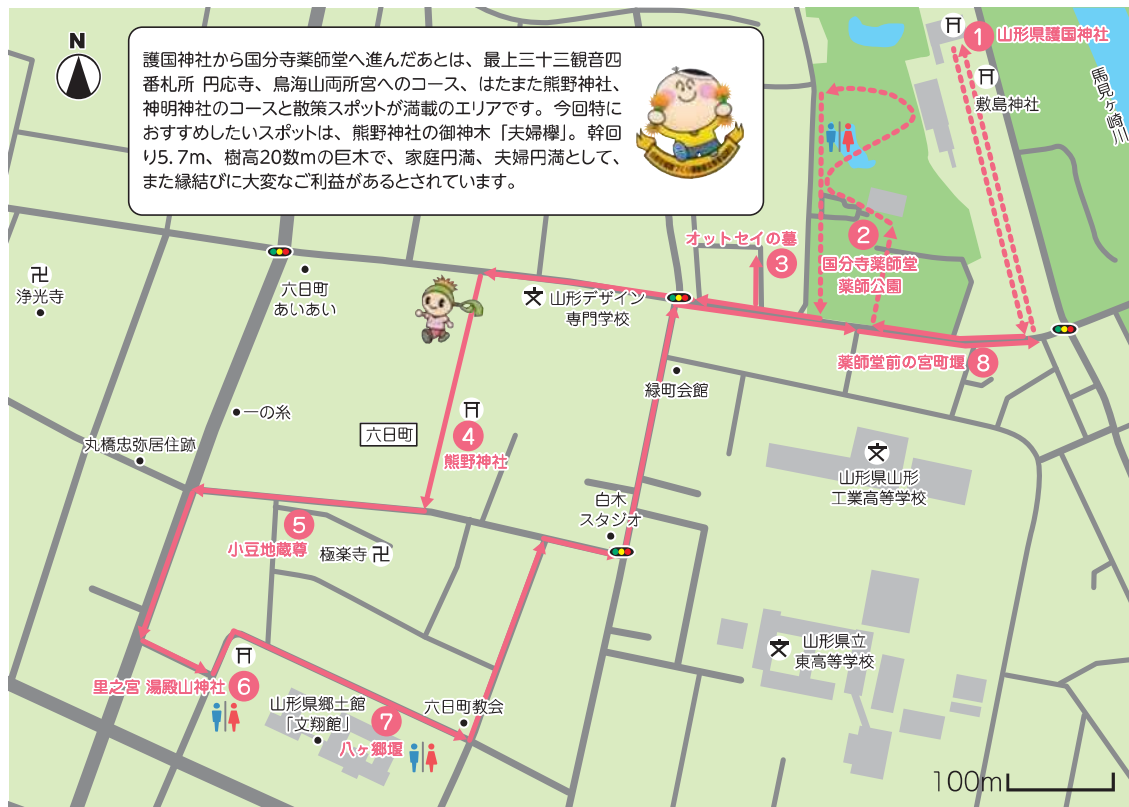 N
護国神社から国分寺薬師堂へ進んだあとは、最上三十三観音四
番札所 円応寺、鳥海山両所宮へのコース、はたまた熊野神社、
神明神社のコースと散策スポットが満載のエリアです。今回特に
おすすめしたいスポットは、熊野神社の御神木「夫婦欅」。幹回
り5.7m、樹高20数mの巨木で、家庭円満、夫婦円満として、
また縁結びに大変なご利益があるとされています。
1 山形県護国神社
敷島神社
馬見ヶ崎川
2
国分寺薬師堂
薬師公園
オットセイの墓
3
六日町
あいあい
浄光寺
山形デザイン
専門学校
薬師堂前の宮町堰 8
緑町会館
一の糸
六日町
4
熊野神社
丸橋忠弥居住跡
山形県山形
工業高等学校
白木
スタジオ
5
小豆地蔵尊
極楽寺
山形県立
東高等学校
里之宮 湯殿山神社 6
山形県郷土館
「文翔館」
7
八ヶ郷堰
六日町教会
100m